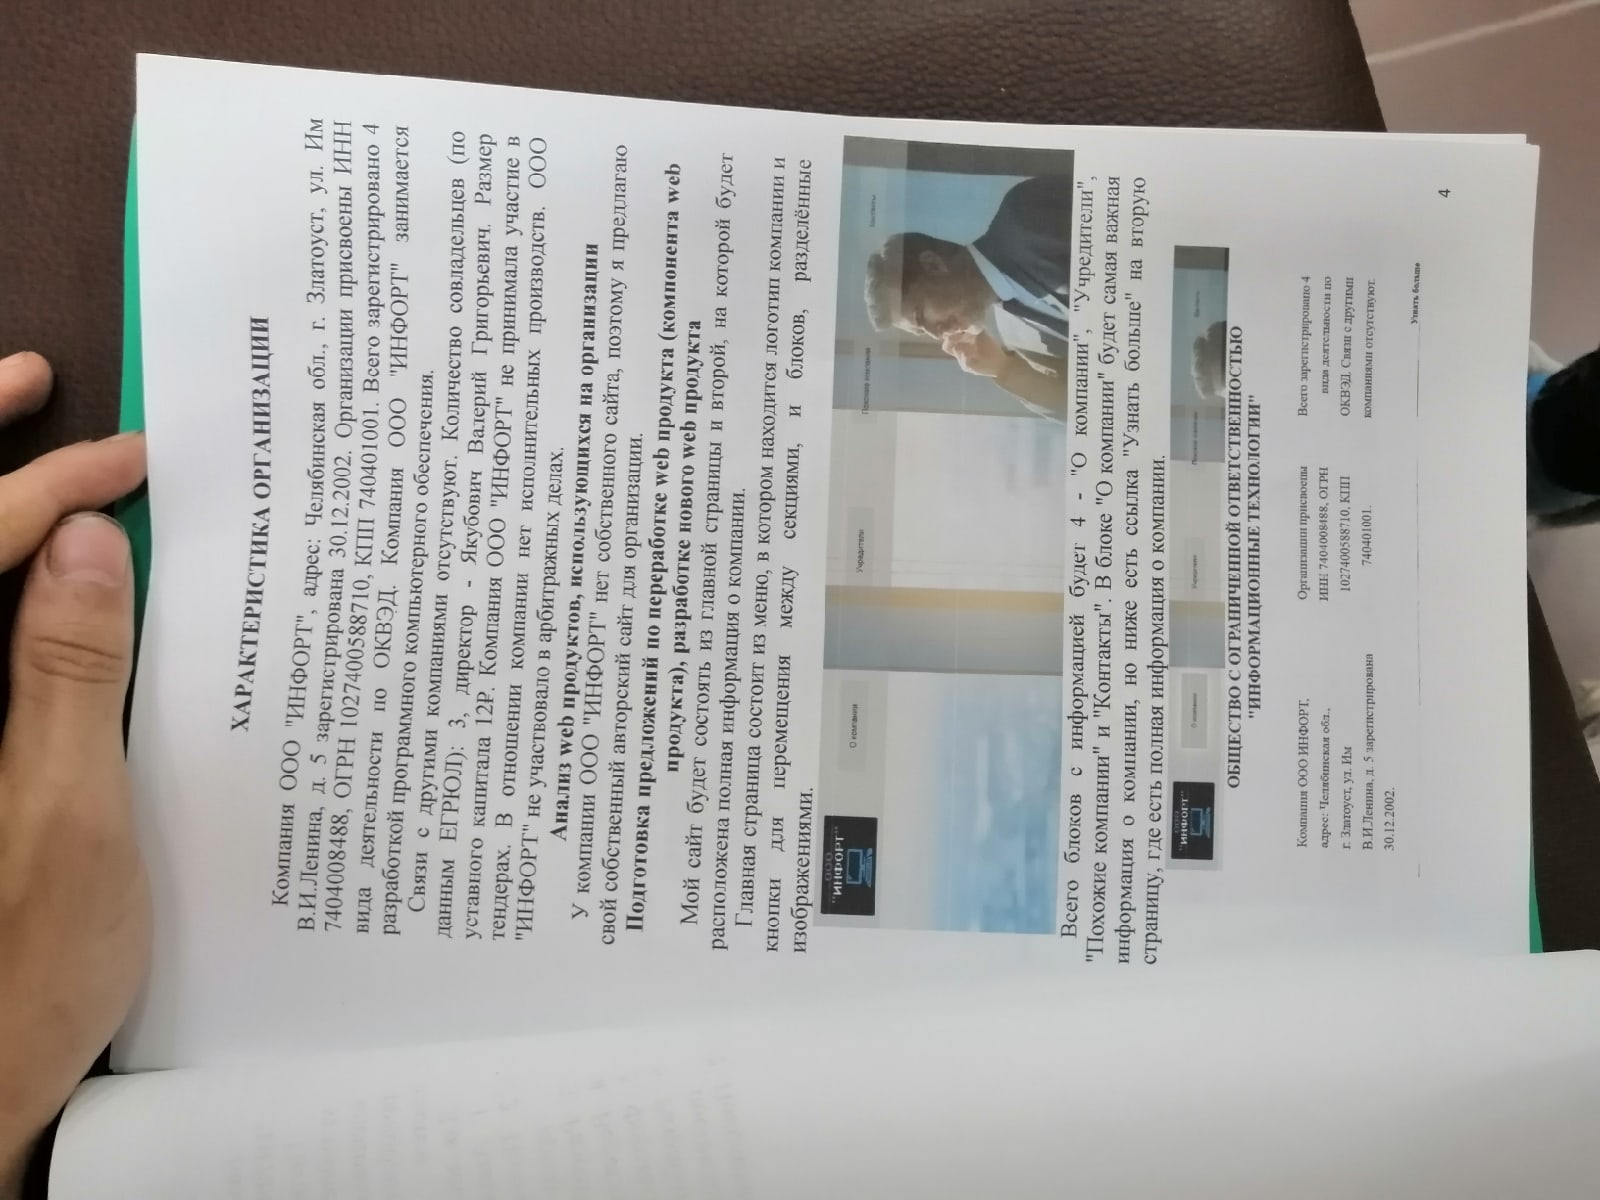 ХАРАКТЕРИСТИКА ОРГАНИЗАЦИИ
Компания ООО "ИНФОРТ", адрес: Челябинская обл., г. Златоуст, ул. Им
В.И.Ленина, д. 5 зарегистрирована 30.12.2002. Организации присвоены ИНН
7404008488, ОГРН 1027400588710, КПП 740401001. Всего зарегистрировано 4
вида деятельности по ОКВЭД. Компания ООО "ИНФОРТ" занимается
разработкой программного компьютерного обеспечения.
Связи с другими компаниями отсутствуют. Количество совладельцев (по
данным ЕГРЮЛ): 3, директор - Якубович Валерий Григорьевич. Размер
уставного капитала 12Р. Компания ООО "ИНФОРТ" не принимала участие в
тендерах. В отношении компании нет исполнительных производств. ООО
"ИНФОРТ" не участвовало в арбитражных делах.
Анализ web продуктов, использующихся на организации
У компании ООО "ИНФОРТ" нет собственного сайта, поэтому я предлагаю
свой собственный авторский сайт для организации.
Подготовка предложений по переработке web продукта (компонента web
продукта), разработке нового web продукта
Мой сайт будет состоять из главной страницы и второй, на которой будет
расположена полная информация о компании.
Главная страница состоит из меню, в котором находится логотип компании и
кнопки для перемещения между секциями, и блоков, разделённые
изображениями.
ООО "ИНФОРТ" О компании Учредители Похожие компании Контакты
Всего блоков с информацией будет 4 - "О компании", "Учредители",
"Похожие компании" и "Контакты". В блоке "О компании" будет самая важная
информация о компании, но ниже есть ссылка "Узнать больше" на вторую
страницу, где есть полная информация о компании.
"ИНФОРТ" О компании Похожие компании Контакты
ОБЩЕСТВО С ОГРАНИЧЕННОЙ ОТВЕТСТВЕННОСТЬЮ
"ИНФОРМАЦИОННЫЕ ТЕХНОЛОГИИ"
Компания ООО ИНФОРТ,
адрес: Челябинская обл.,
г. Златоуст, ул. Им
В.И.Ленина, д. 5 зарегистрирована
30.12.2002.
Организации присвоены
ИНН 7404008488, ОГРН
1027400588710, КПП
740401001.
Всего зарегистрировано 4
вида деятельности по
ОКВЭД. Связи с другими
компаниями отсутствуют.
Узнать больше
4